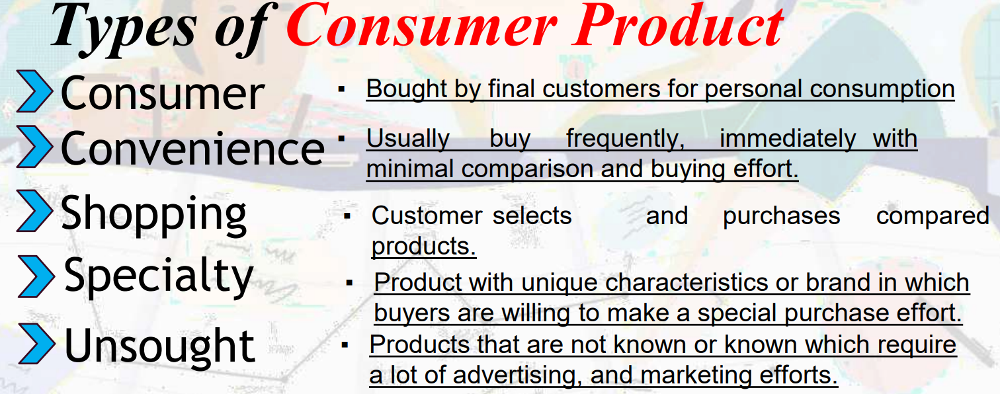 Types of Consumer Product
Consumer
▪ Bought by final customers for personal consumption
Convenience
▪ Usually buy frequently, immediately with
minimal comparison and buying effort.
Shopping
▪ Customer selects and purchases compared
products.
Specialty
▪ Product with unique characteristics or brand in which
buyers are willing to make a special purchase effort.
Unsought
▪ Products that are not known or known which require
a lot of advertising, and marketing efforts.